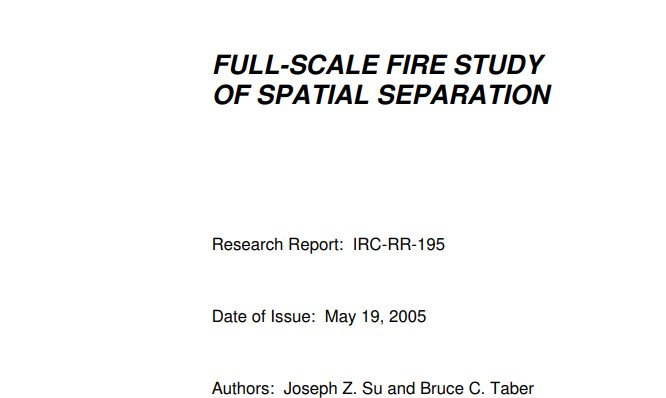 FULL-SCALE FIRE STUDY
OF SPATIAL SEPARATION
Research Report:  IRC-RR-195
Date of Issue:  May 19, 2005
Authors:  Joseph Z. Su and Bruce C. Taber